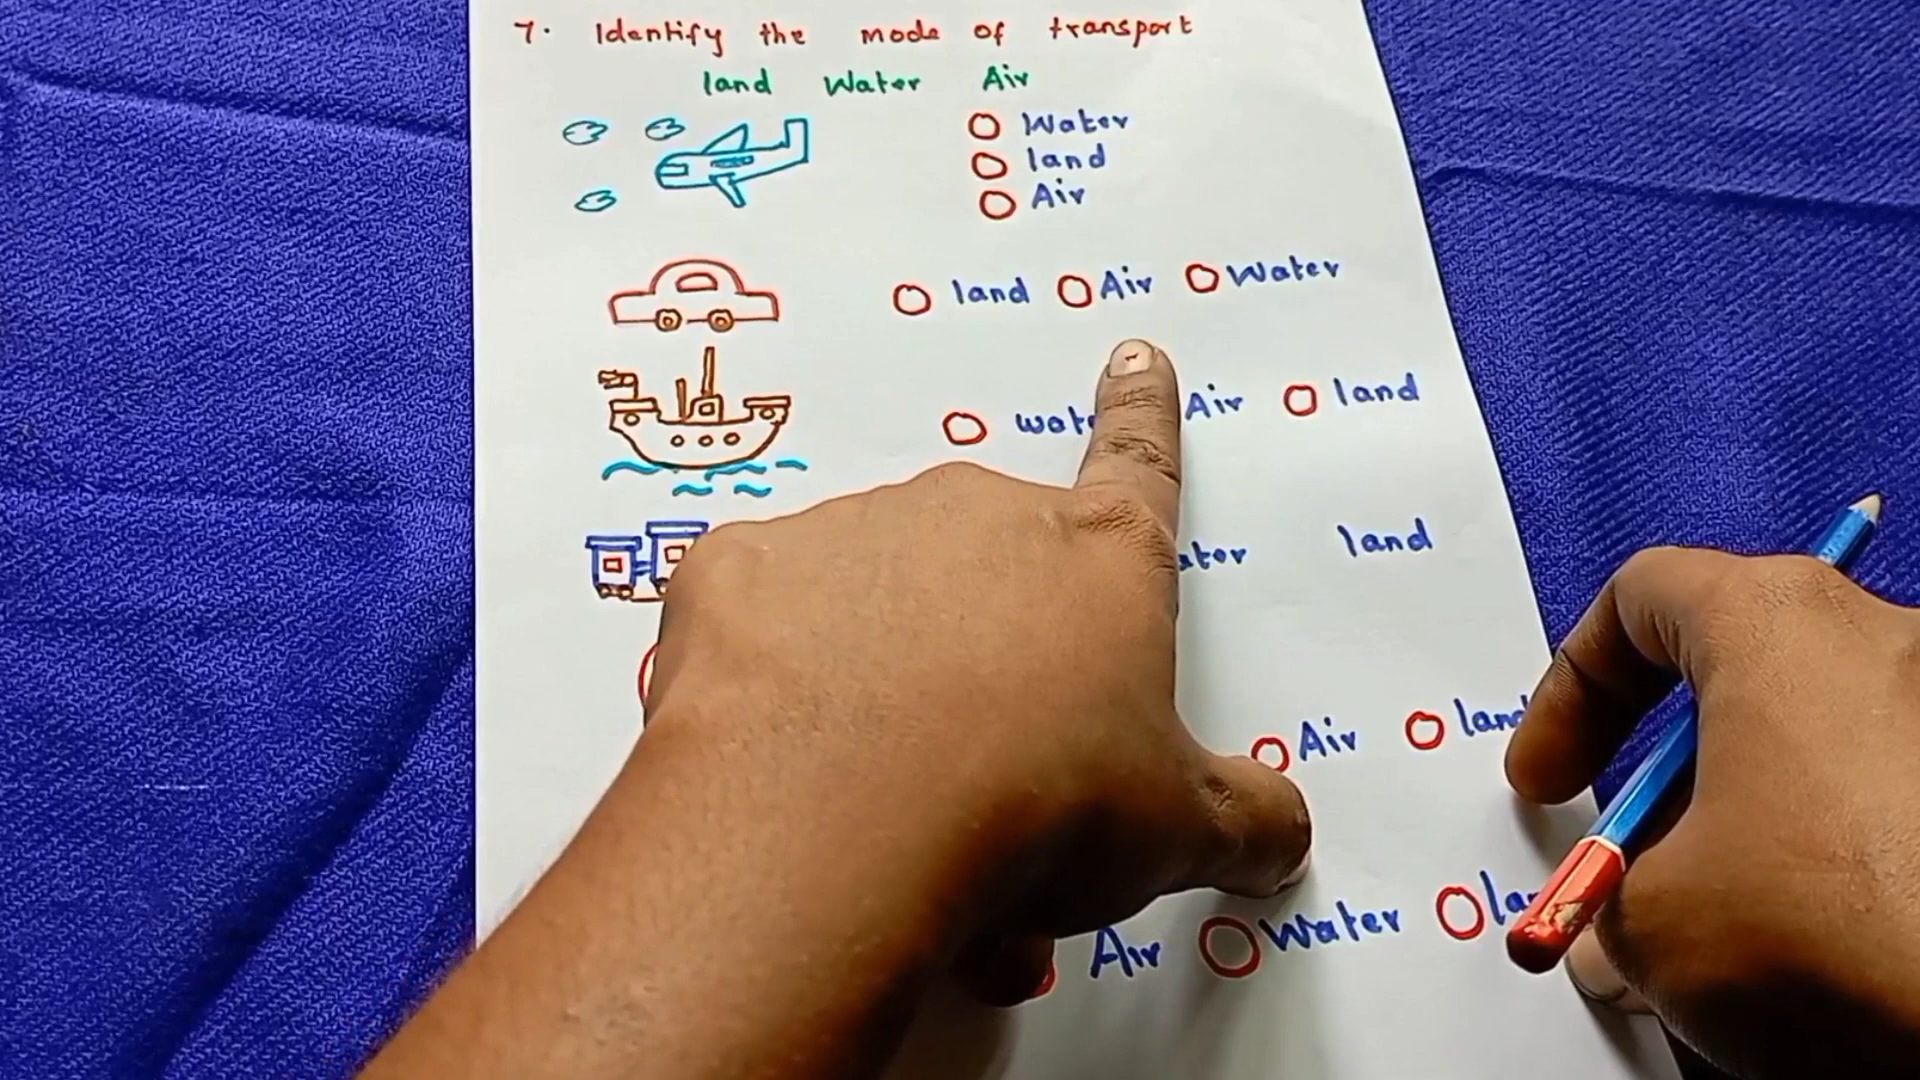 7. Identify the mode of transport
land Water Air
Water
land
Air
land Air Water
Air land
land
Air land
Air Water